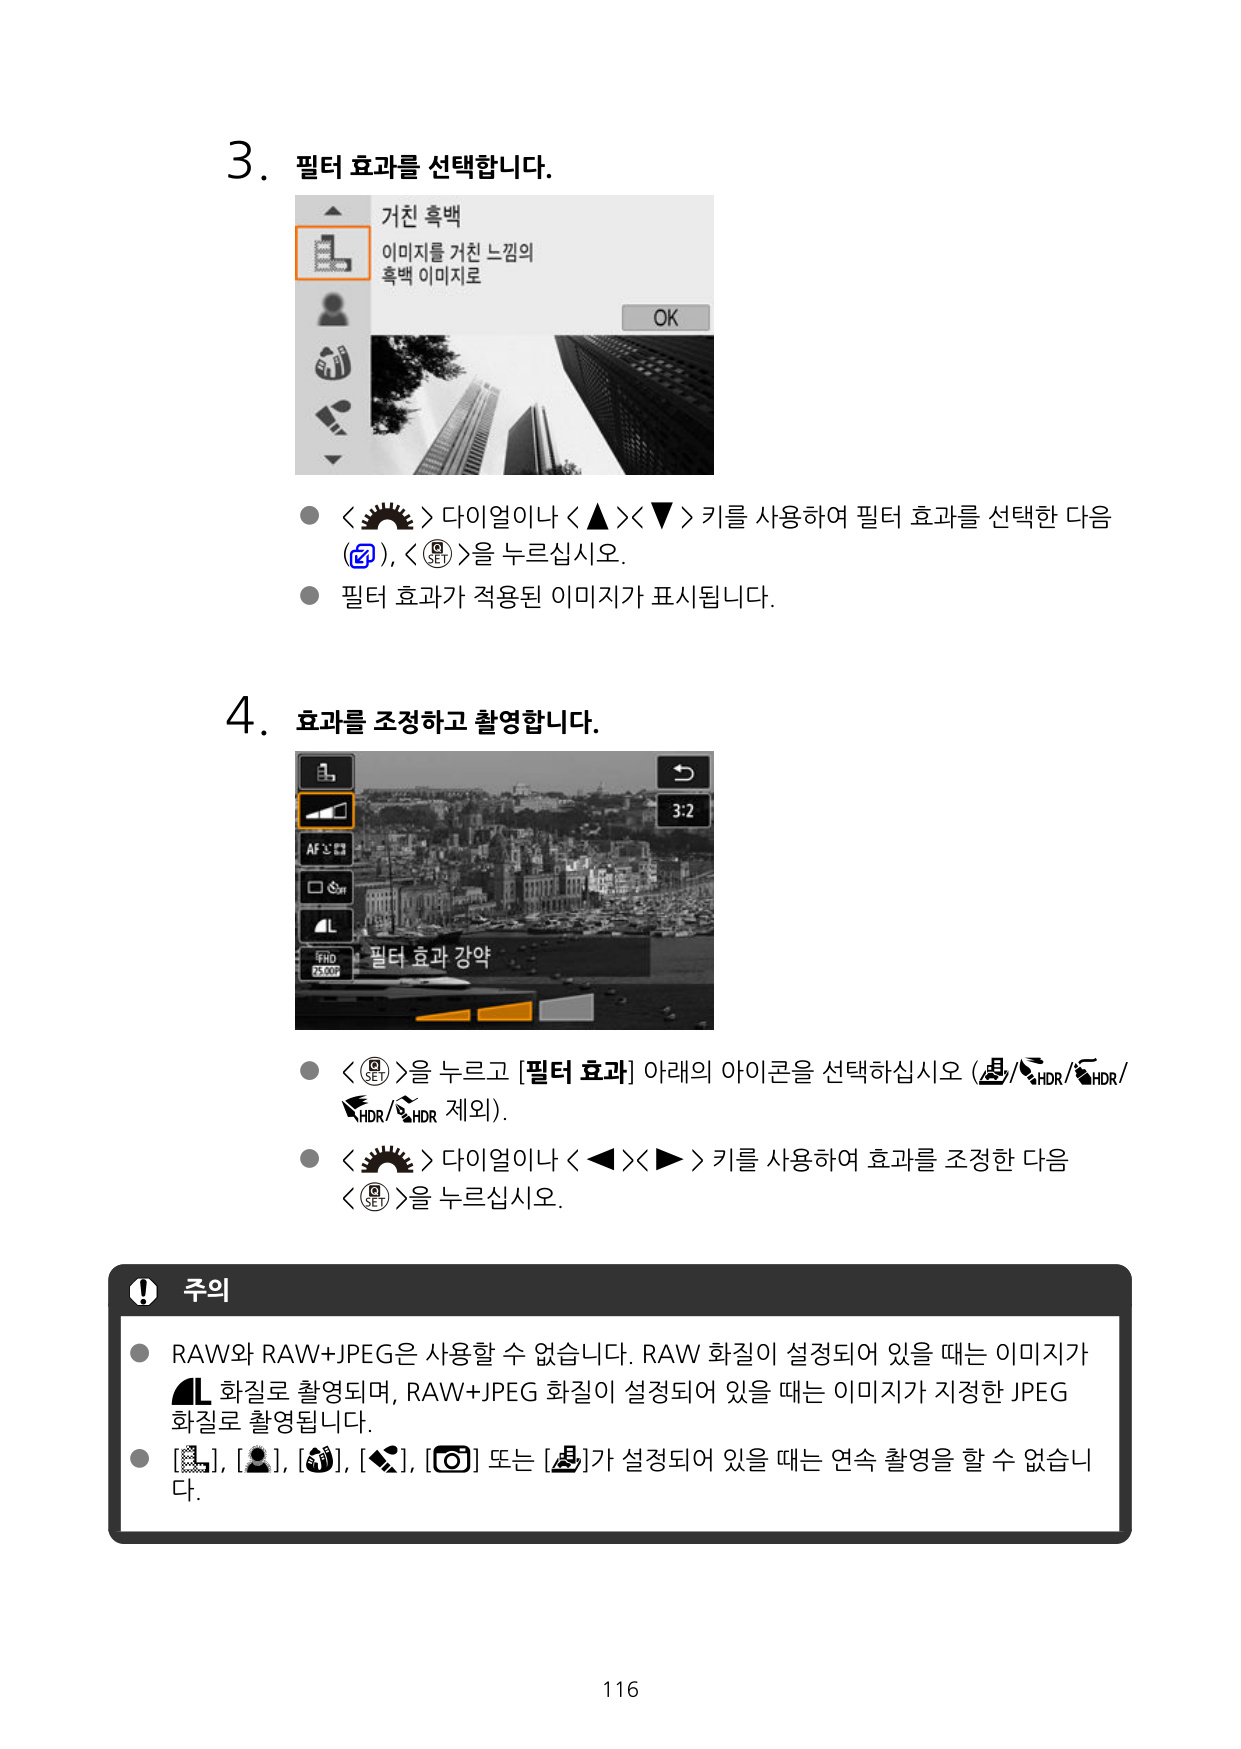 3. 필터 효과를 선택합니다.
거친 흑백
이미지를 거친 느낌의
흑백 이미지로
OK
● < > 다이얼이나 < ▲ >< ▼ > 키를 사용하여 필터 효과를 선택한 다음
( ), < Q SET >을 누르십시오.
● 필터 효과가 적용된 이미지가 표시됩니다.
4. 효과를 조정하고 촬영합니다.
3:2
AF
OFF
L
FHD
25.00P
필터 효과 강약
● < Q SET >을 누르고 [필터 효과] 아래의 아이콘을 선택하십시오 ( / HDR/ HDR/
HDR/ HDR 제외).
● < > 다이얼이나 < ◀ >< ▶ > 키를 사용하여 효과를 조정한 다음
< Q SET >을 누르십시오.
주의
● RAW와 RAW+JPEG은 사용할 수 없습니다. RAW 화질이 설정되어 있을 때는 이미지가
L 화질로 촬영되며, RAW+JPEG 화질이 설정되어 있을 때는 이미지가 지정한 JPEG
화질로 촬영됩니다.
● [ ], [ ], [ ], [ ], [ ] 또는 [ ]가 설정되어 있을 때는 연속 촬영을 할 수 없습니
다.
116